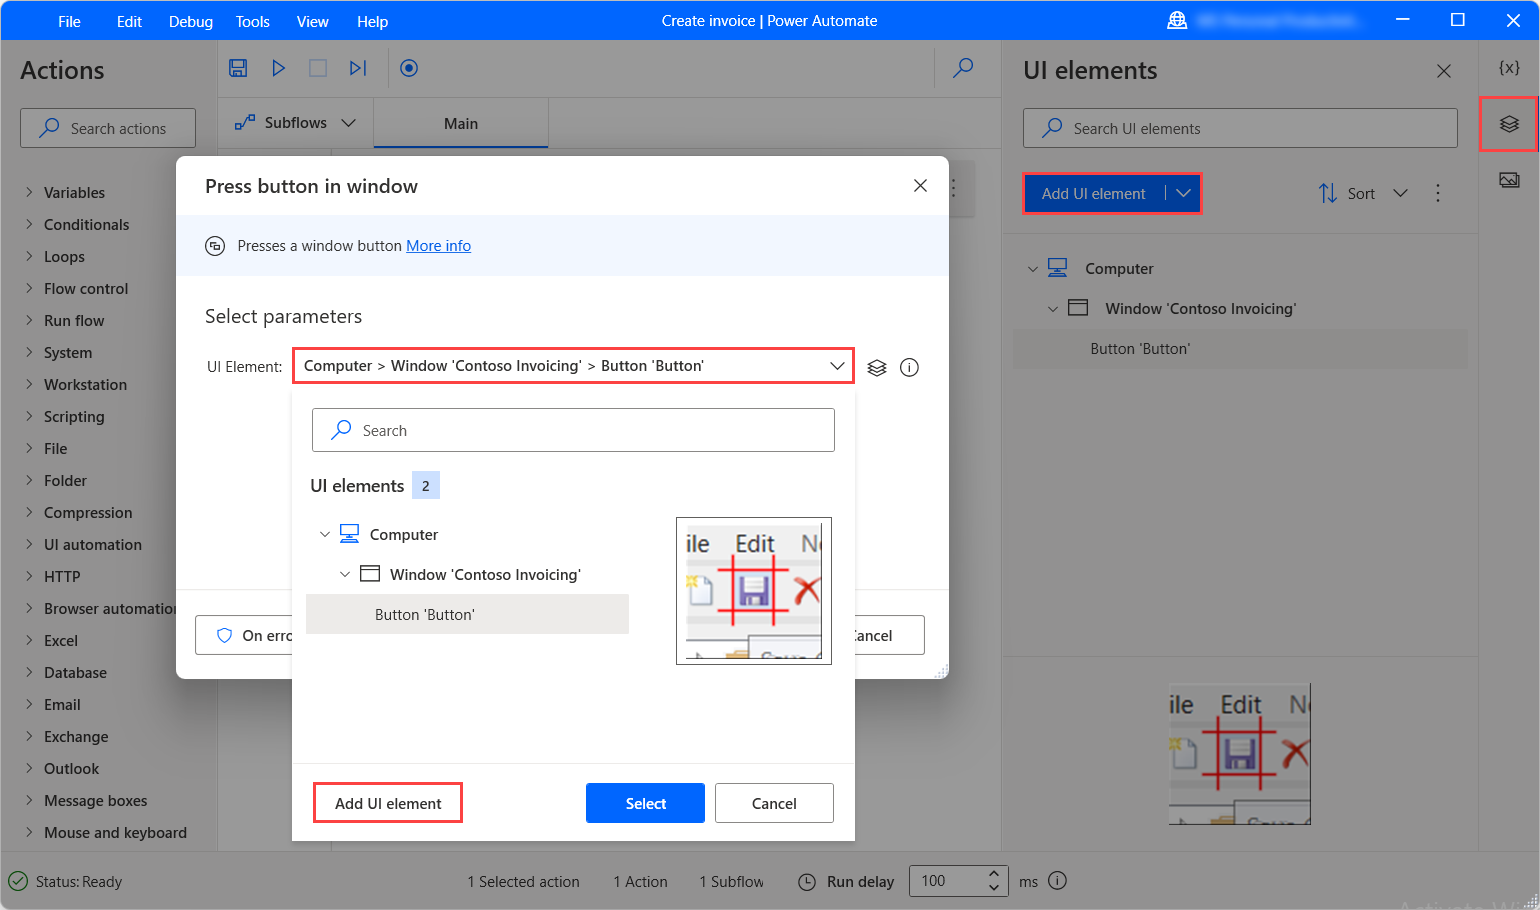 File Edit Debug Tools View Help
Create invoice | Power Automate
Actions
Search actions
Variables
Conditionals
Loops
Flow control
Run flow
System
Workstation
Scripting
File
Folder
Compression
UI automation
HTTP
Browser automation
Excel
Database
Email
Exchange
Outlook
Message boxes
Mouse and keyboard
Subflows
Main
Press button in window
Presses a window button More info
Select parameters
UI Element:
Computer > Window 'Contoso Invoicing' > Button 'Button'
Search
UI elements 2
Computer
Window 'Contoso Invoicing'
Button 'Button'
ile Edit
On erro
ancel
Add UI element
Select
Cancel
UI elements
{x}
Search UI elements
Add UI element
Sort
Computer
Window 'Contoso Invoicing'
Button 'Button'
ile Edit
Status: Ready
1 Selected action
1 Action
1 Subflow
Run delay
100
ms